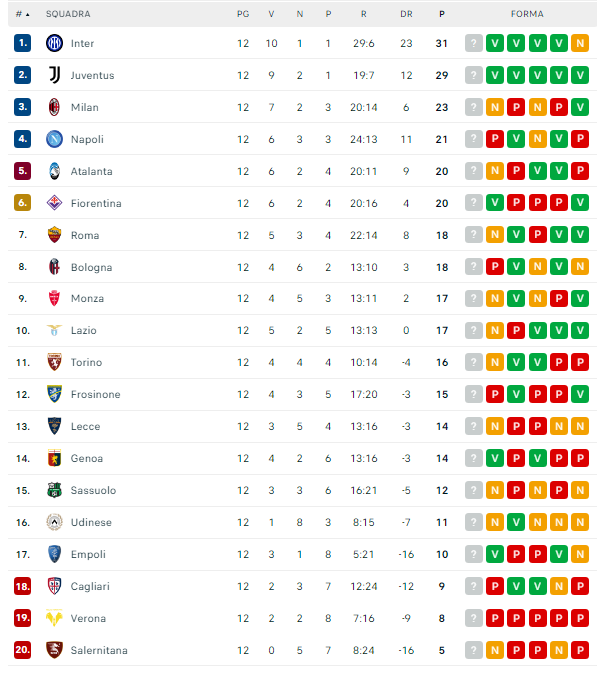 # SQUADRA PG V N P R DR P FORMA
1. Inter 12 10 1 1 29:6 23 31 ? V V V V N
2. Juventus 12 9 2 1 19:7 12 29 ? V V V V V
3. Milan 12 7 2 3 20:14 6 23 ? N P N P V
4. Napoli 12 6 3 3 24:13 11 21 ? P V N V P
5. Atalanta 12 6 2 4 20:11 9 20 ? N P V V P
6. Fiorentina 12 6 2 4 20:16 4 20 ? V P P P V
7. Roma 12 5 3 4 22:14 8 18 ? N V P V V
8. Bologna 12 4 6 2 13:10 3 18 ? P V N V N
9. Monza 12 4 5 3 13:11 2 17 ? N V N P V
10. Lazio 12 5 2 5 13:13 0 17 ? N P V V V
11. Torino 12 4 4 4 10:14 -4 16 ? N V V P P
12. Frosinone 12 4 3 5 17:20 -3 15 ? P V P P V
13. Lecce 12 3 5 4 13:16 -3 14 ? N P P N N
14. Genoa 12 4 2 6 13:16 -3 14 ? V P V P P
15. Sassuolo 12 3 3 6 16:21 -5 12 ? N P N P N
16. Udinese 12 1 8 3 8:15 -7 11 ? N V N N N
17. Empoli 12 3 1 8 5:21 -16 10 ? V P P V N
18. Cagliari 12 2 3 7 12:24 -12 9 ? P V V N P
19. Verona 12 2 2 8 7:16 -9 8 ? P P P P P
20. Salernitana 12 0 5 7 8:24 -16 5 ? N P P N P